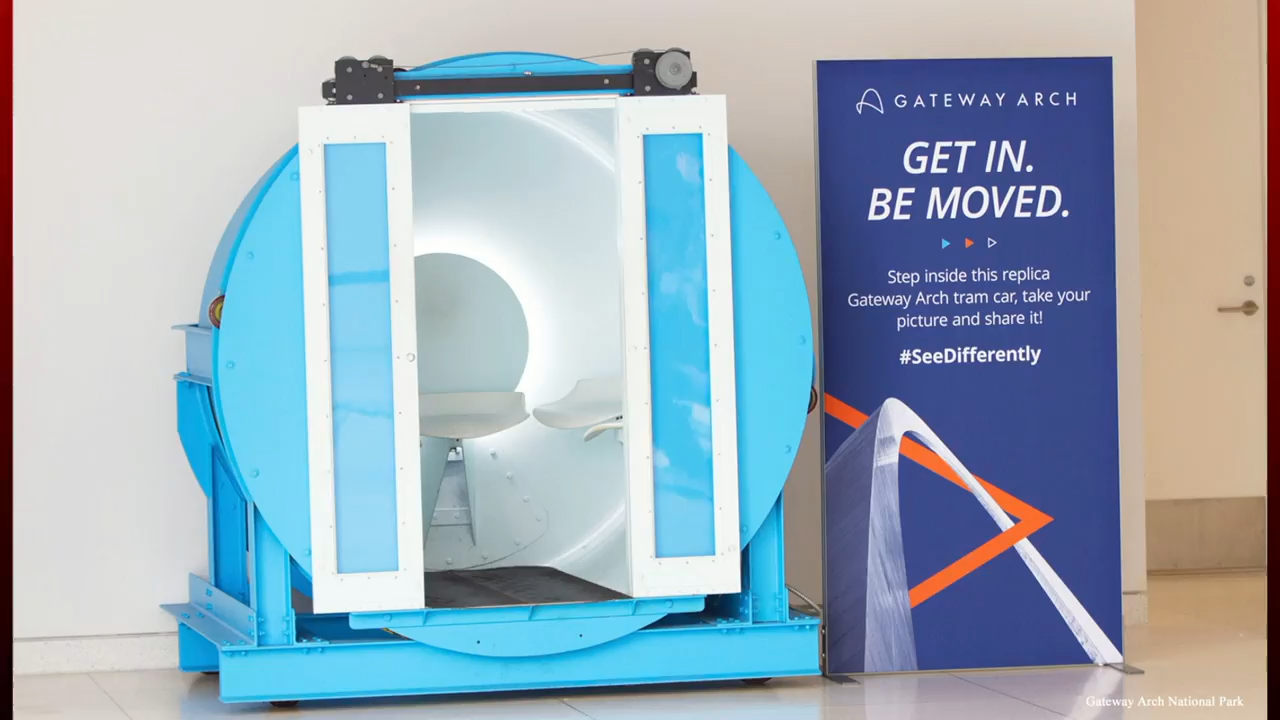 GATEWAY ARCH
GET IN.
BE MOVED.
Step inside this replica
Gateway Arch tram car, take your
picture and share it!
#SeeDifferently
Gateway Arch National Park